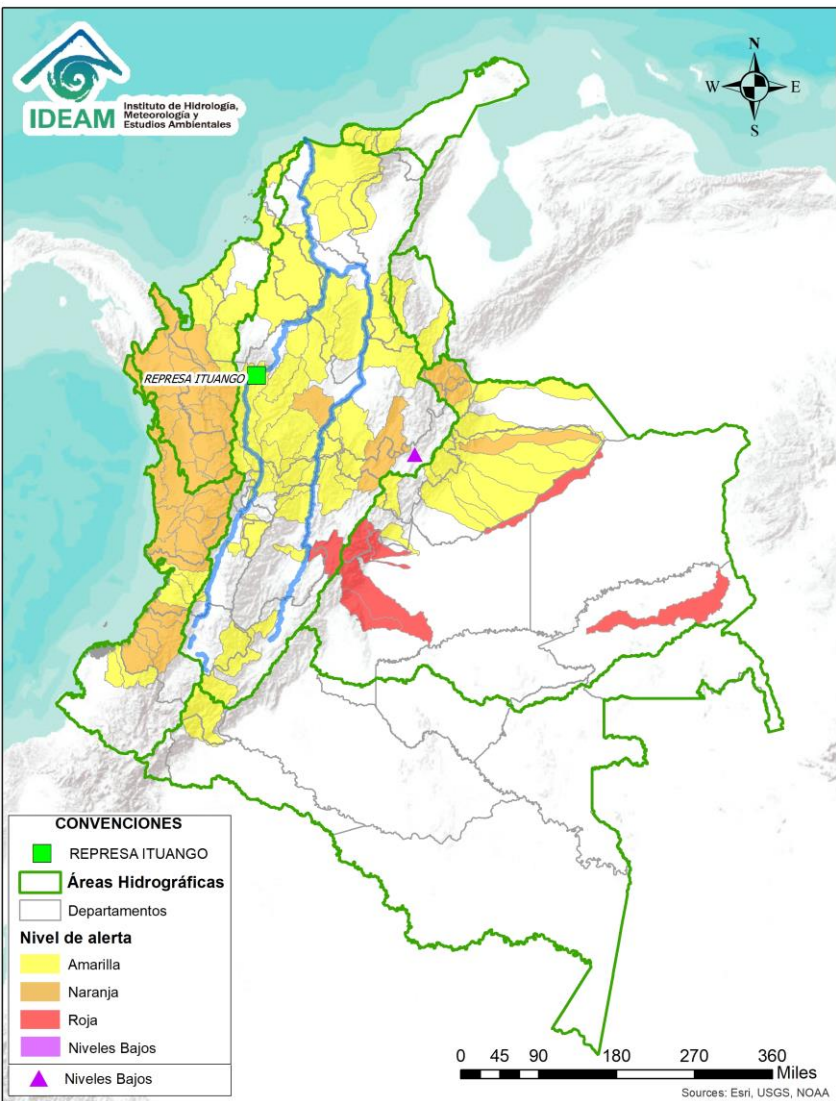 IDEAM
Instituto de Hidrología,
Meteorología y
Estudios Ambientales
N
W
E
S
REPRESA ITUANGO
CONVENCIONES
REPRESA ITUANGO
Áreas Hidrográficas
Departamentos
Nivel de alerta
Amarilla
Naranja
Roja
Niveles Bajos
Niveles Bajos
0 45 90 180 270 360
Miles
Sources: Esri, USGS, NOAA